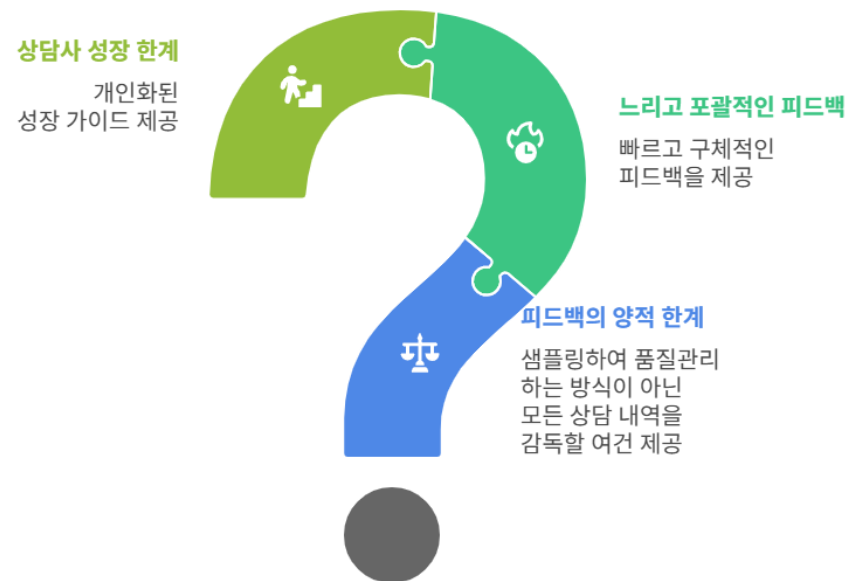 상담사 성장 한계
개인화된
성장 가이드 제공
느리고 포괄적인 피드백
빠르고 구체적인
피드백을 제공
피드백의 양적 한계
샘플링하여 품질관리
하는 방식이 아닌
모든 상담 내역을
감독할 여건 제공